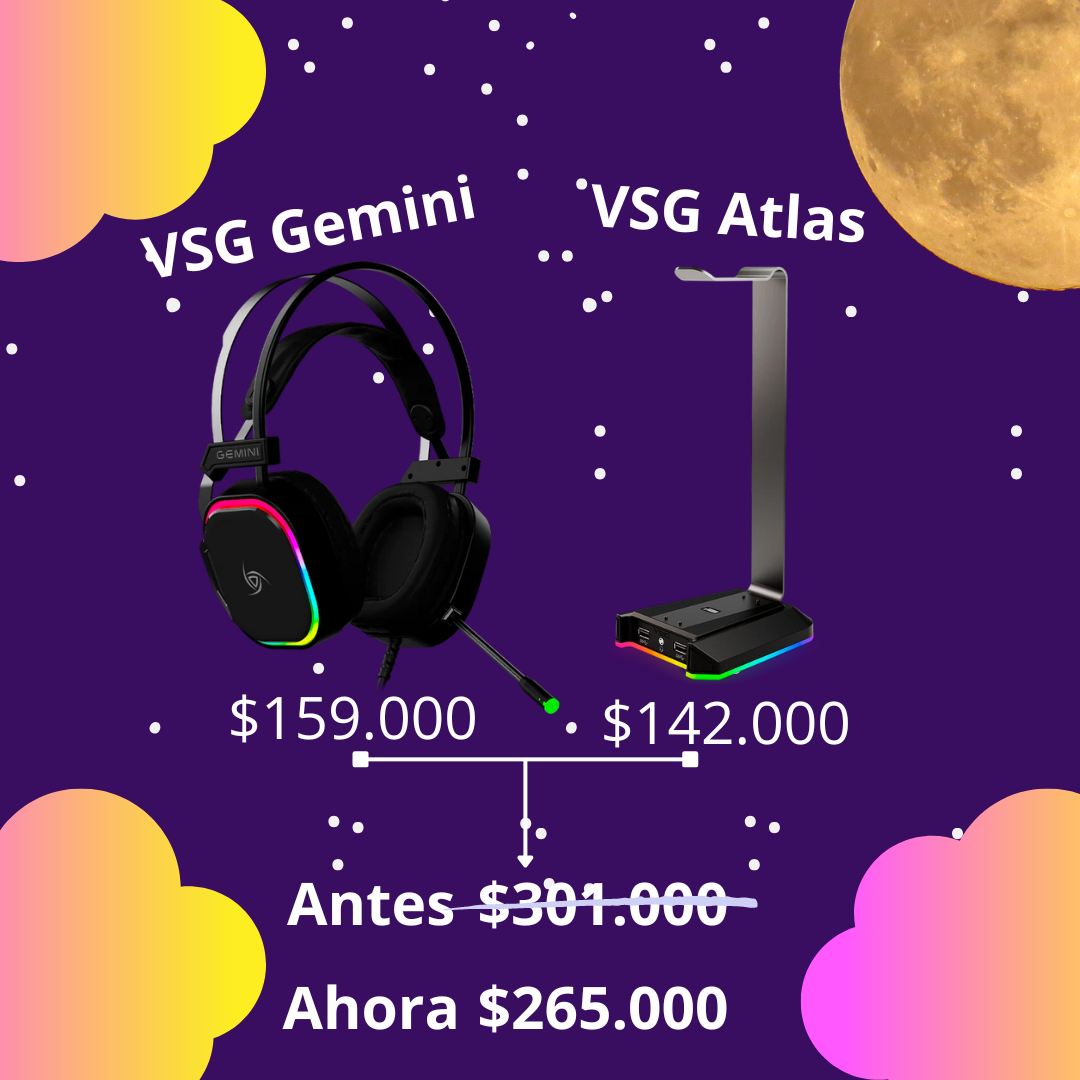 VSG Gemini
VSG Atlas
GEMINI
$159.000
$142.000
Antes $301.000
Ahora $265.000